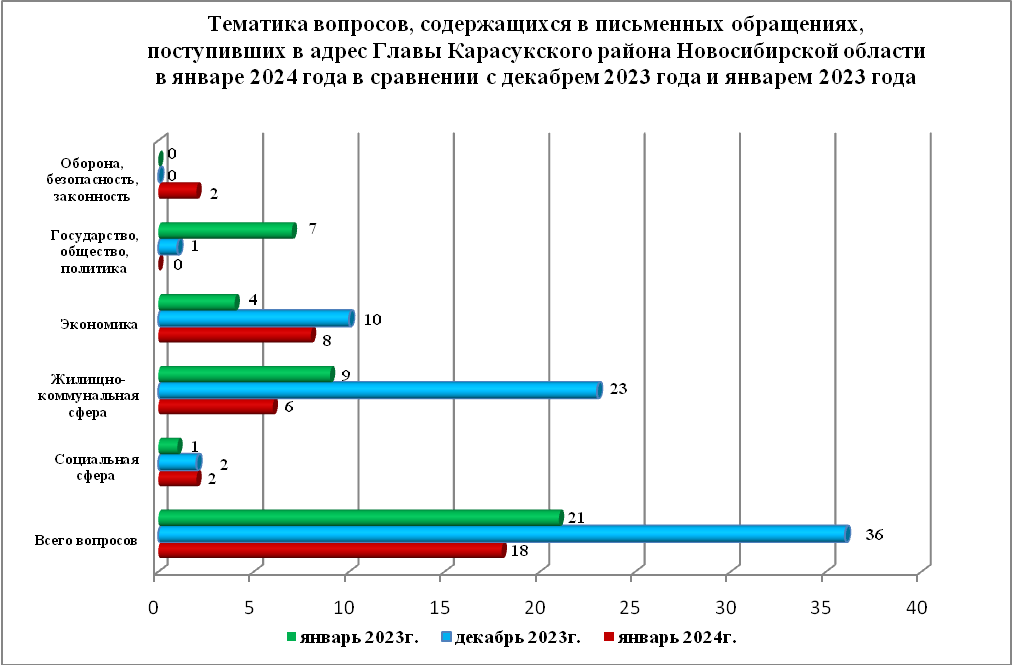 Тематика вопросов, содержащихся в письменных обращениях,
поступивших в адрес Главы Карасукского района Новосибирской области
в январе 2024 года в сравнении с декабрем 2023 года и январем 2023 года
Оборона,
безопасность,
законность
0
0
2
Государство,
общество,
политика
7
1
0
Экономика
4
10
8
Жилищно-
коммунальная
сфера
9
23
6
Социальная
сфера
1
2
2
Всего вопросов
21
36
18
0 5 10 15 20 25 30 35 40
январь 2023г. декабрь 2023г. январь 2024г.